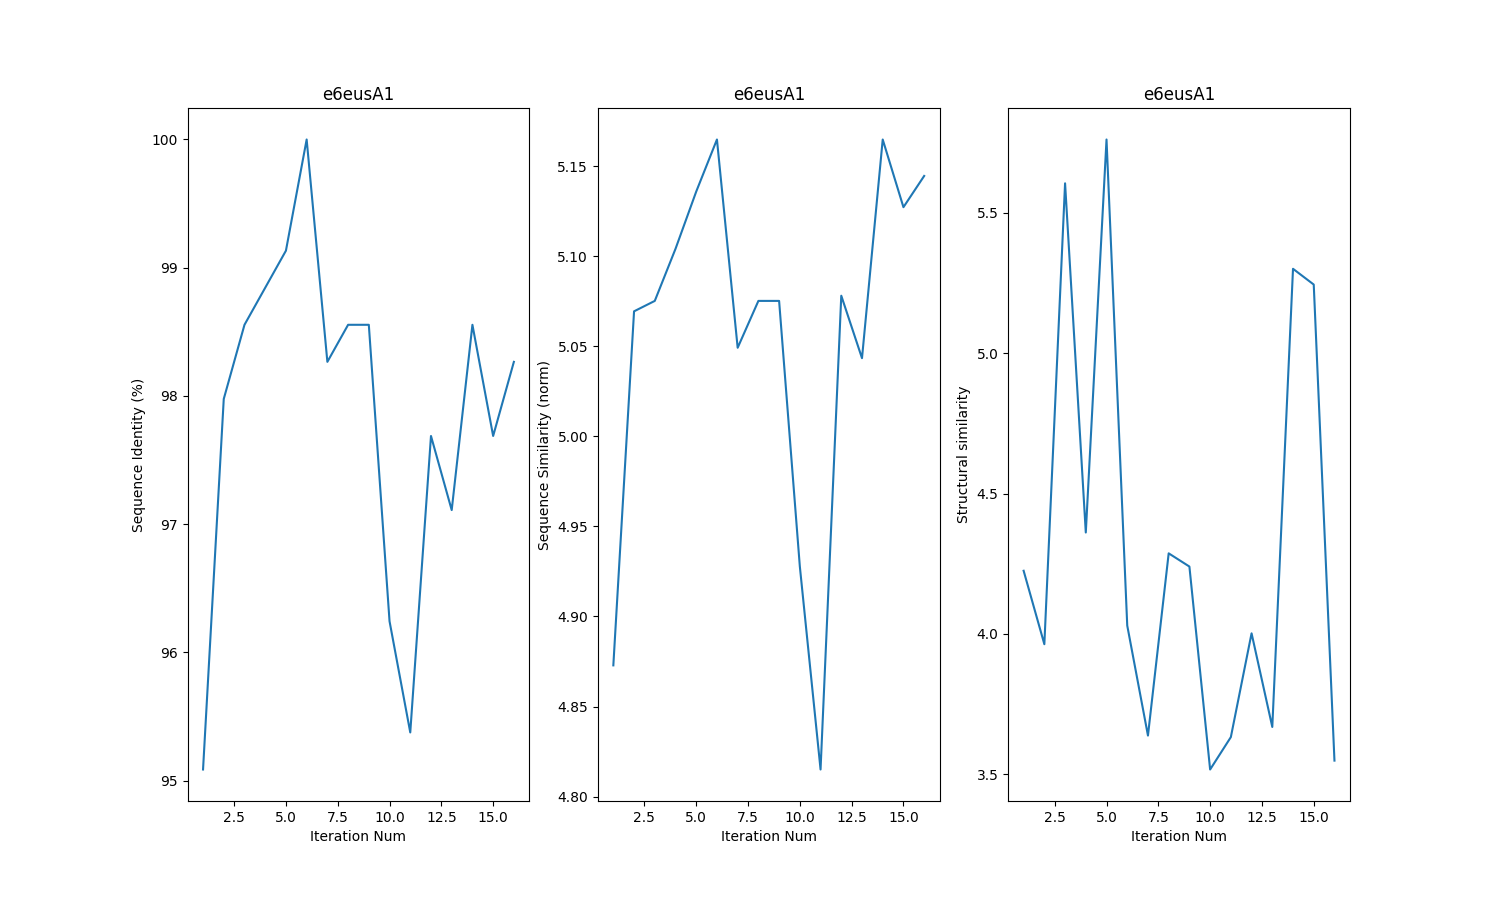 e6eusA1
Sequence Identity (%)
100
99
98
97
96
95
2.5 5.0 7.5 10.0 12.5 15.0
Iteration Num
e6eusA1
Sequence Similarity (norm)
5.15
5.10
5.05
5.00
4.95
4.90
4.85
4.80
2.5 5.0 7.5 10.0 12.5 15.0
Iteration Num
e6eusA1
Structural similarity
5.5
5.0
4.5
4.0
3.5
2.5 5.0 7.5 10.0 12.5 15.0
Iteration Num